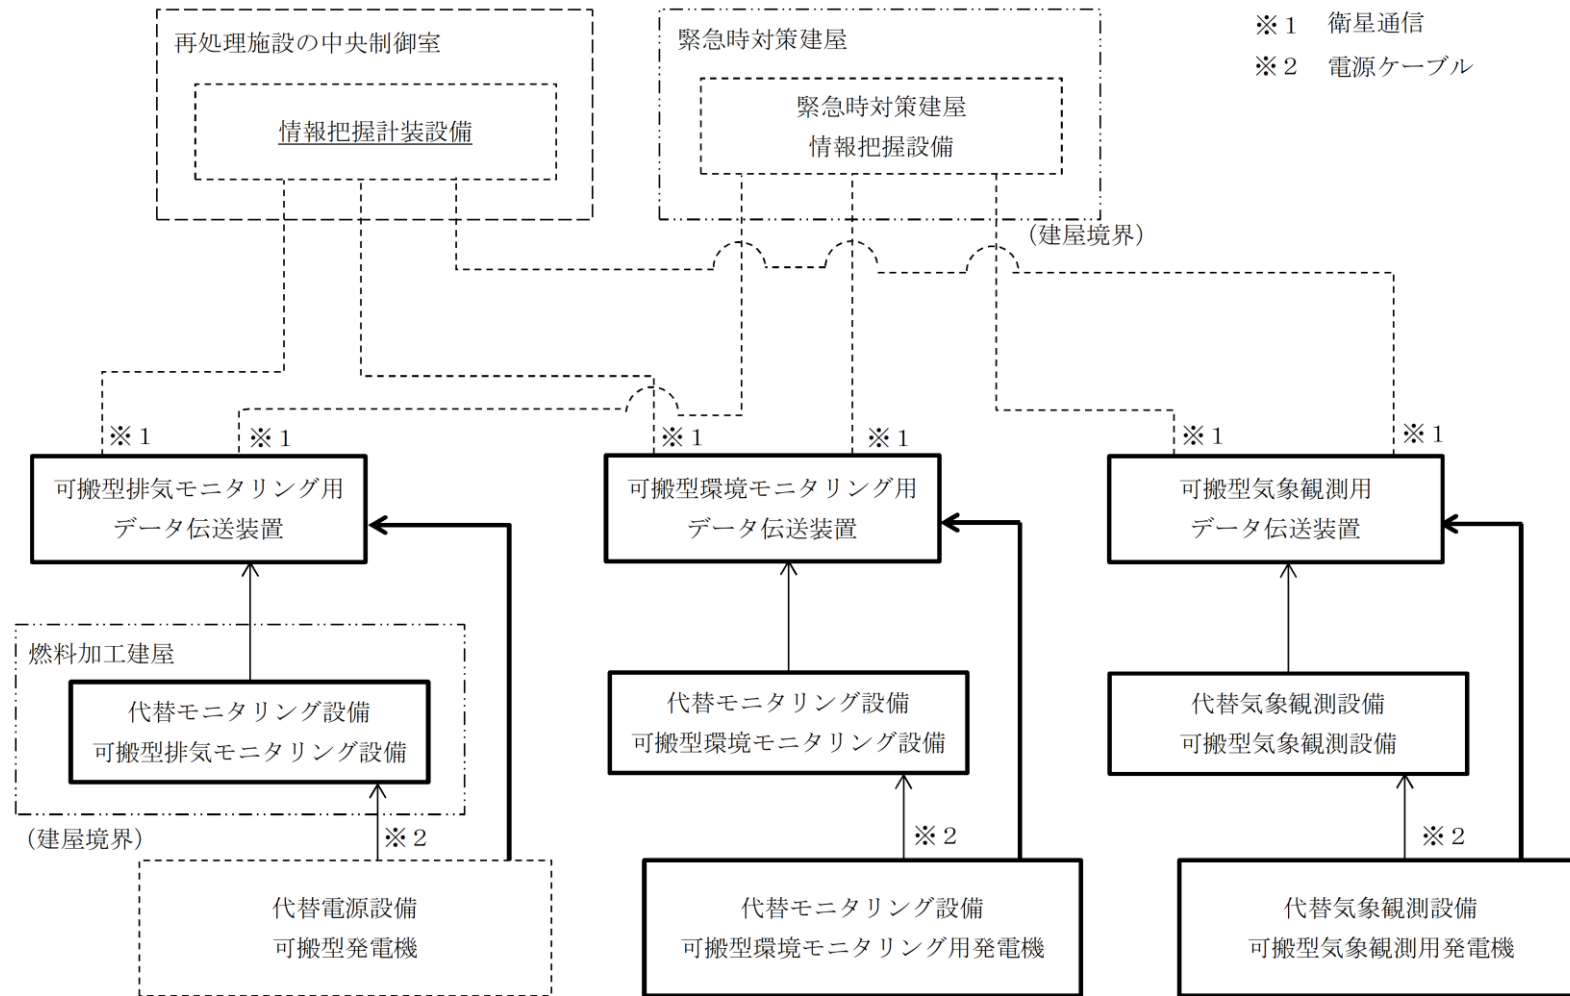 再処理施設の中央制御室
情報把握計装設備
緊急時対策建屋
緊急時対策建屋
情報把握設備
(建屋境界)
※1 衛星通信
※2 電源ケーブル
※1
※1
※1
※1
※1
※1
可搬型排気モニタリング用
データ伝送装置
可搬型環境モニタリング用
データ伝送装置
可搬型気象観測用
データ伝送装置
燃料加工建屋
代替モニタリング設備
可搬型排気モニタリング設備
(建屋境界)
代替モニタリング設備
可搬型環境モニタリング設備
代替気象観測設備
可搬型気象観測設備
※2
※2
※2
代替電源設備
可搬型発電機
代替モニタリング設備
可搬型環境モニタリング用発電機
代替気象観測設備
可搬型気象観測用発電機